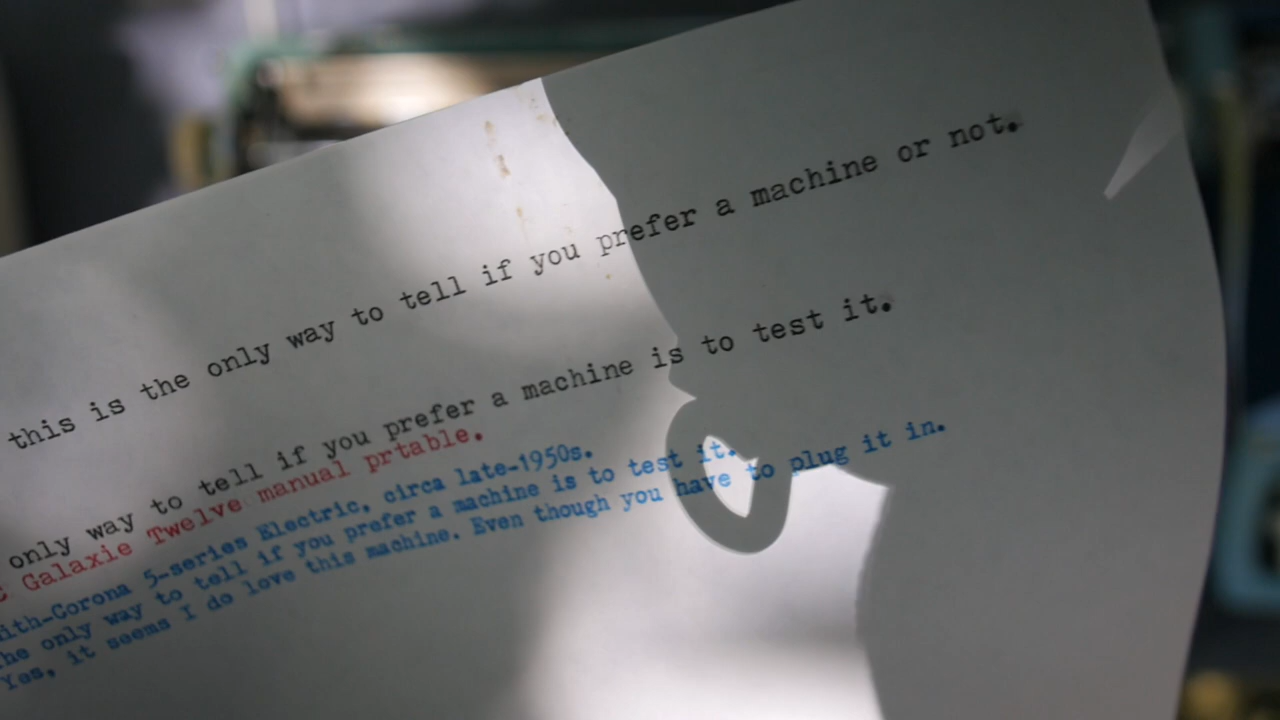 this is the only way to tell if you prefer a machine or not.
only way to tell if you prefer a machine is to test it.
Galaxie Twelve manual prtable.
ith-Corona 5-series Electric, circa late-1950s.
he only way to tell if you prefer a machine is to test it.
Yes, it seems I do love this machine. Even though you have to plug it in.